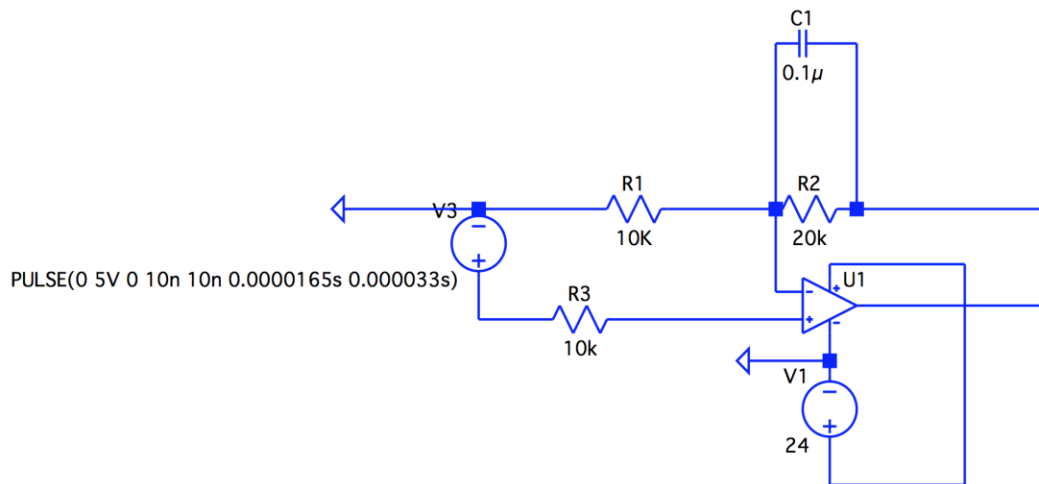 C1
0.1µ
R1
R2
V3
10K
20k
PULSE(0 5V 0 10n 10n 0.0000165s 0.000033s)
U1
R3
10k
V1
24